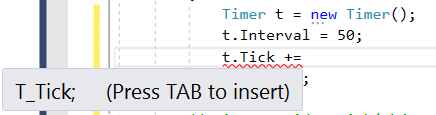 Timer t = new Timer();
t.Interval = 50;
t.Tick +=
T_Tick; (Press TAB to insert) ;